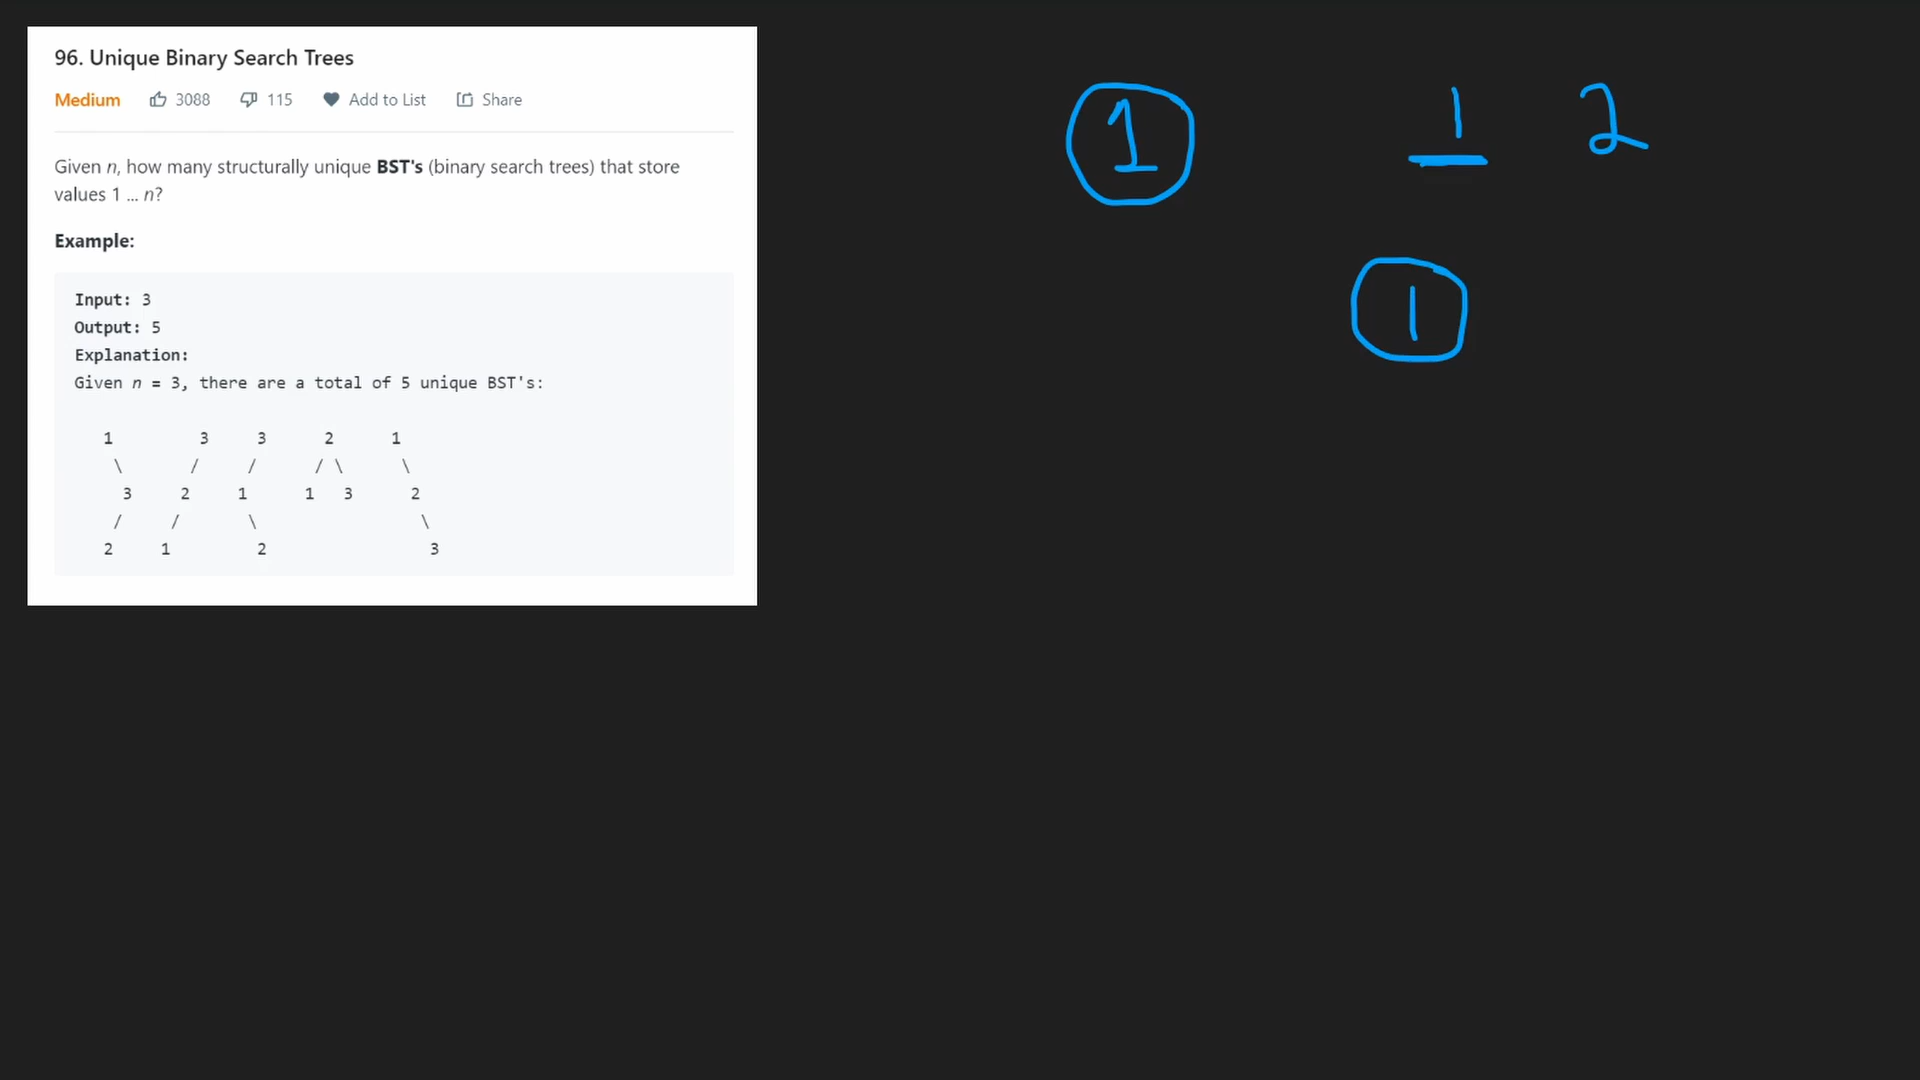 96. Unique Binary Search Trees
Medium 3088 115 Add to List Share
Given n, how many structurally unique BST's (binary search trees) that store
values 1 ... n?
Example:
Input: 3
Output: 5
Explanation:
Given n = 3, there are a total of 5 unique BST's:
1 3 3 2 1
\ / / / \ \
3 2 1 1 3 2
/ / \ \
2 1 2 3
1 1 2
1